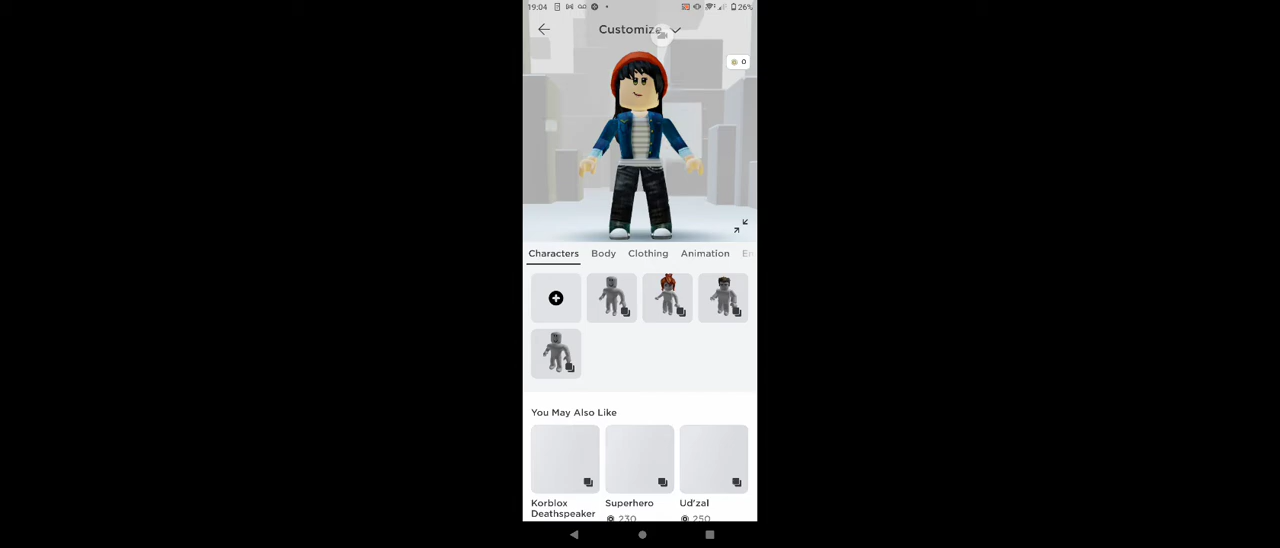 19:04
26%
Customize
0
Characters Body Clothing Animation
You May Also Like
Korblox Deathspeaker
Superhero
230
Ud'zal
250